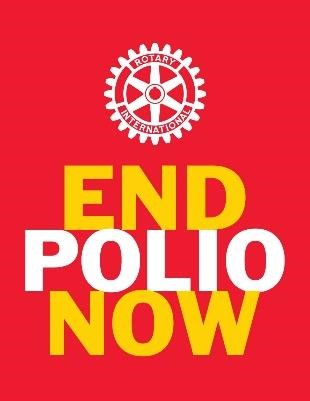 ROTARY
INTERNATIONAL
END
POLIO
NOW